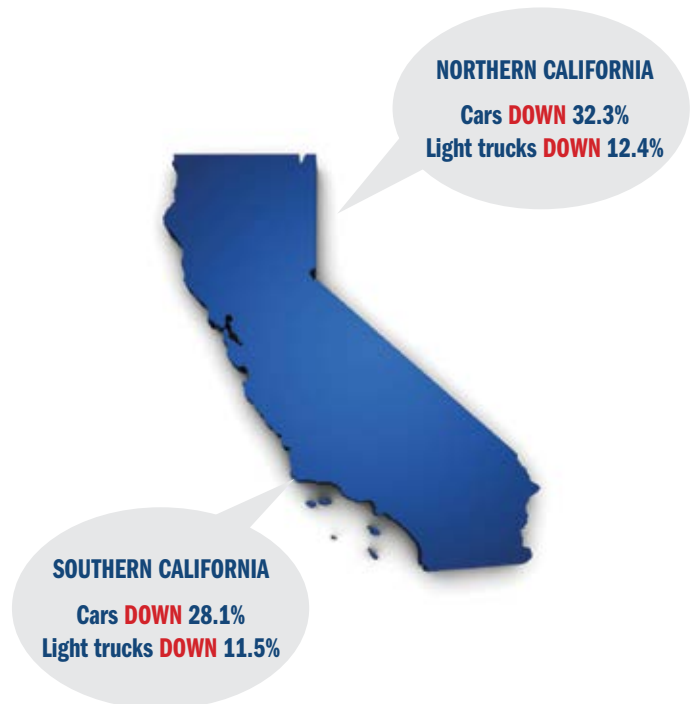 NORTHERN CALIFORNIA
Cars DOWN 32.3%
Light trucks DOWN 12.4%
SOUTHERN CALIFORNIA
Cars DOWN 28.1%
Light trucks DOWN 11.5%